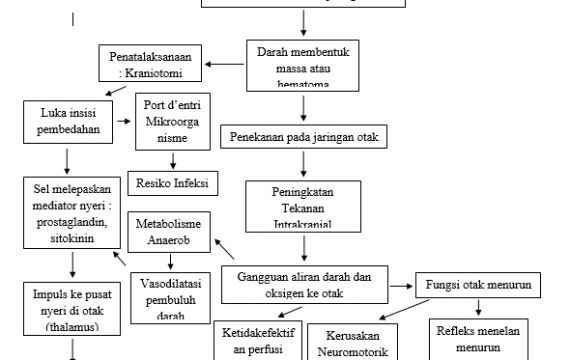 Darah membentuk
massa atau
hematoma
Penatalaksanaan
: Kraniotomi
Port d'entri
Mikroorga
nisme
Luka insisi
pembedahan
Penekanan pada jaringan otak
Resiko Infeksi
Sel melepaskan
mediator nyeri :
prostaglandin,
sitokinin
Peningkatan
Tekanan
Intrakranial
Metabolisme
Anaerob
Gangguan aliran darah dan
oksigen ke otak
Fungsi otak menurun
Vasodilatasi
pembuluh
darah
Impuls ke pusat
nyeri di otak
(thalamus)
Ketidakefektif
an perfusi
Kerusakan
Neuromotorik
Refleks menelan
menurun